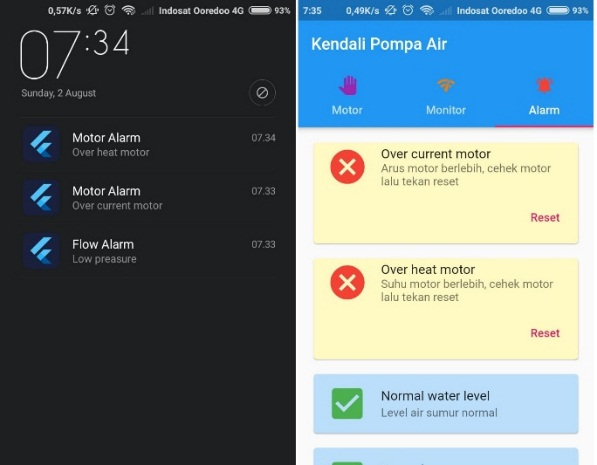 0,57K/s Indosat Ooredoo 4G 93%
07:34
Sunday, 2 August
Motor Alarm 07.34
Over heat motor
Motor Alarm 07.33
Over current motor
Flow Alarm 07.33
Low preasure
7:35 0,49K/s Indosat Ooredoo 4G 93%
Kendali Pompa Air
Motor Monitor Alarm
Over current motor
Arus motor berlebih, cehek motor
lalu tekan reset
Reset
Over heat motor
Suhu motor berlebih, cehek motor
lalu tekan reset
Reset
Normal water level
Level air sumur normal